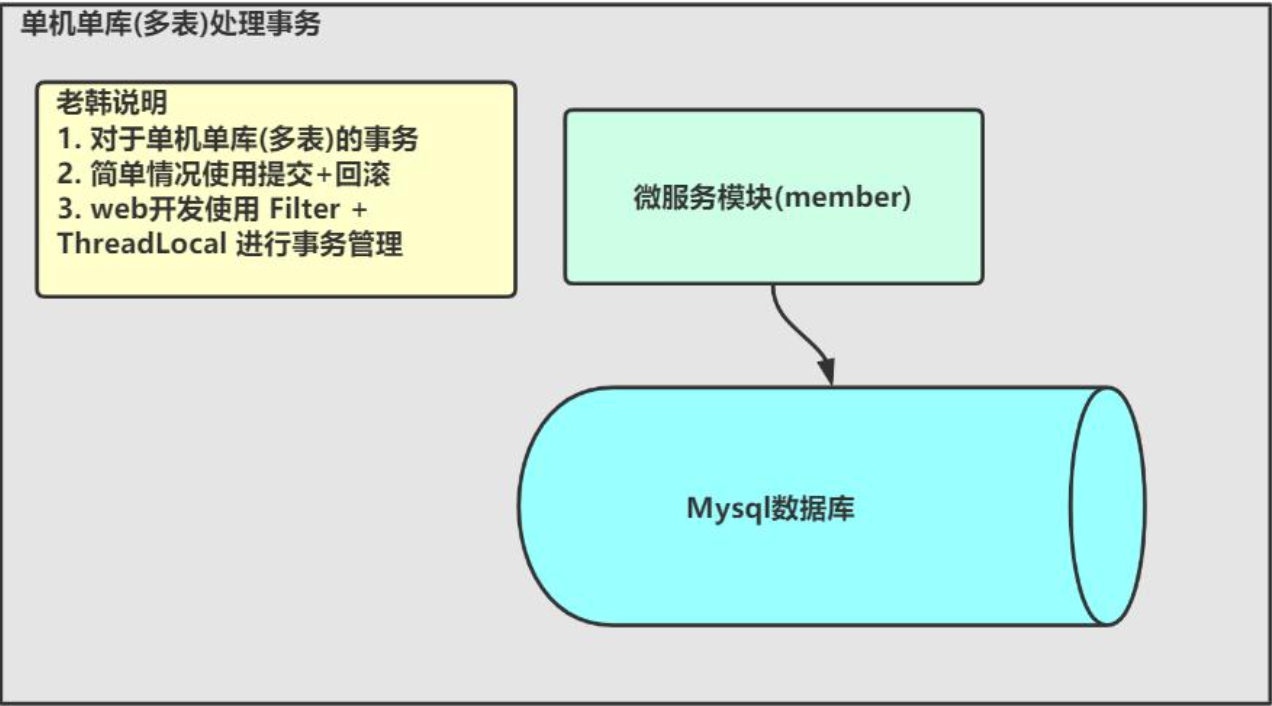 单机单库(多表)处理事务
老韩说明
1. 对于单机单库(多表)的事务
2. 简单情况使用提交+回滚
3. web开发使用 Filter +
ThreadLocal 进行事务管理
微服务模块(member)
Mysql数据库